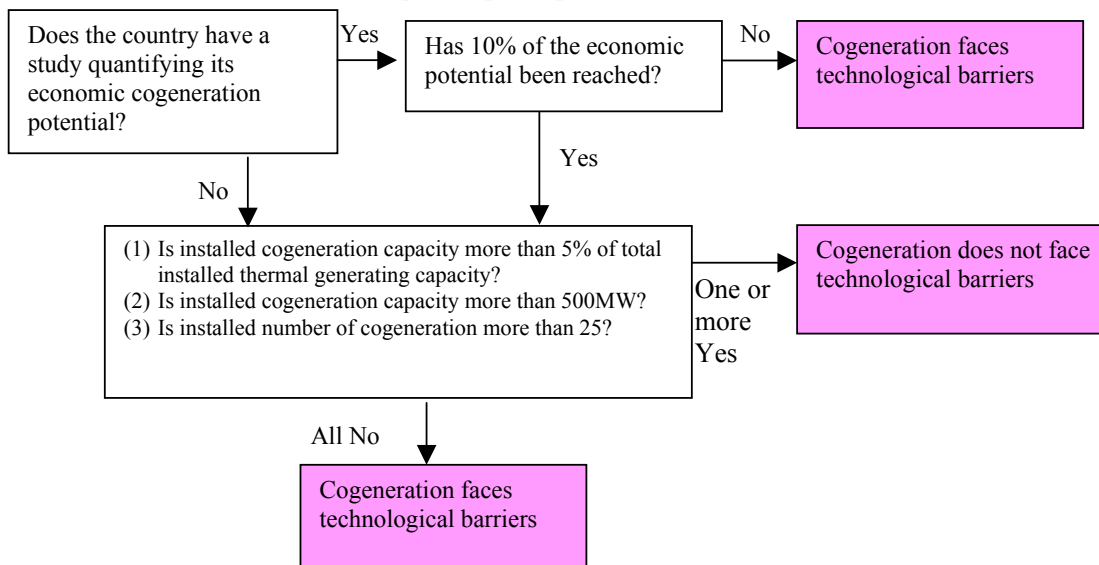 Does the country have a
study quantifying its
economic cogeneration
potential?
Yes
Has 10% of the economic
potential been reached?
No
Cogeneration faces
technological barriers
No
Yes
(1) Is installed cogeneration capacity more than 5% of total
installed thermal generating capacity?
(2) Is installed cogeneration capacity more than 500MW?
(3) Is installed number of cogeneration more than 25?
One or
more
Yes
Cogeneration does not face
technological barriers
All No
Cogeneration faces
technological barriers